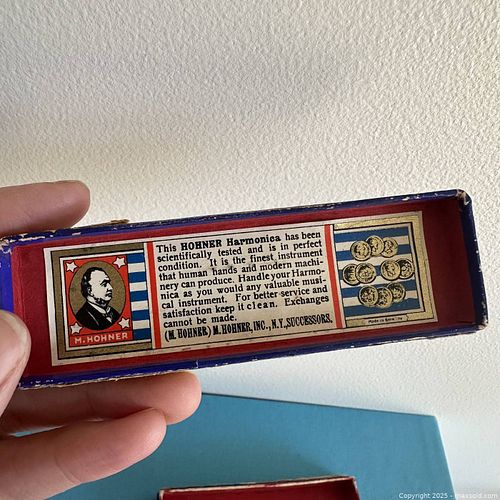 This HOHNER Harmonica has been
scientifically tested and is in perfect
condition. It is the finest instrument
that human hands and modern machi-
nery can produce. Handle your Harmo-
nica as you would any valuable musi-
cal instrument. For better service and
satisfaction keep it clean. Exchanges
cannot be made.
(M. HOHNER) M. HOHNER, INC., N.Y., SUCCESSORS.
M. HOHNER
Made in Germany
Copyright 2025 - maxsold.com